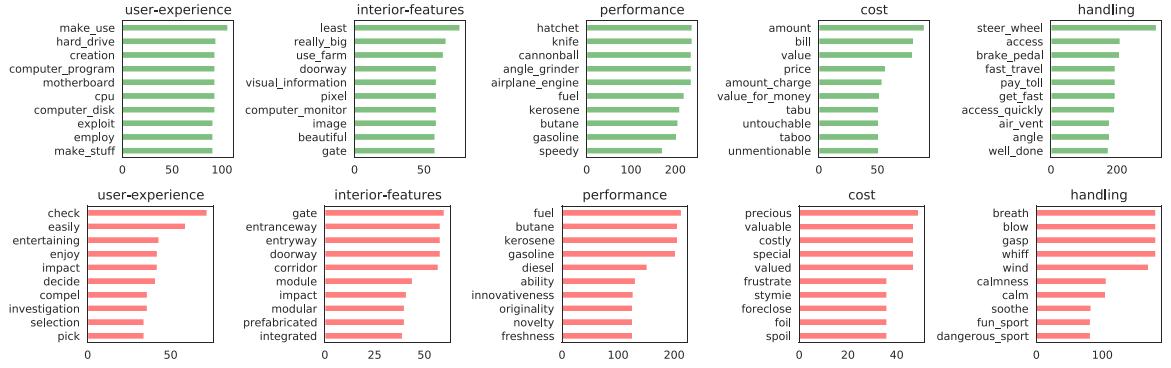 user-experience
make_use
hard_drive
creation
computer_program
motherboard
cpu
computer_disk
exploit
employ
make_stuff
0 50 100
interior-features
least
really_big
use_farm
doorway
visual_information
pixel
computer_monitor
image
beautiful
gate
0 25 50 75
performance
hatchet
knife
cannonball
angle_grinder
airplane_engine
fuel
kerosene
butane
gasoline
speedy
0 100 200
cost
amount
bill
value
price
amount_charge
value_for_money
tabu
untouchable
taboo
unmentionable
0 50
handling
steer_wheel
access
brake_pedal
fast_travel
pay_toll
get_fast
access_quickly
air_vent
angle
well_done
0 200
user-experience
check
easily
entertaining
enjoy
impact
decide
compel
investigation
selection
pick
0 50
interior-features
gate
entranceway
entryway
doorway
corridor
module
impact
modular
prefabricated
integrated
0 25 50
performance
fuel
butane
kerosene
gasoline
diesel
ability
innovativeness
originality
novelty
freshness
0 100 200
cost
precious
valuable
costly
special
valued
frustrate
stymie
foreclose
foil
spoil
0 20 40
handling
breath
blow
gasp
whiff
wind
calmness
calm
soothe
fun_sport
dangerous_sport
0 100